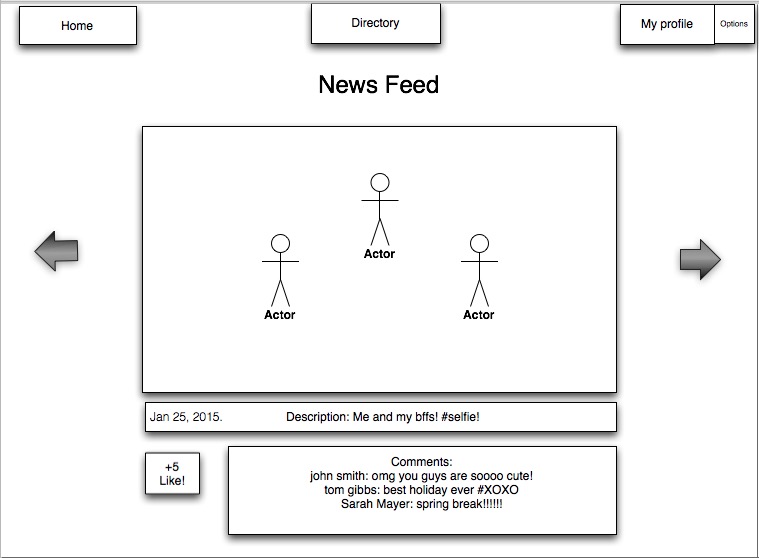 Home
Directory
My profile
Options
News Feed
Actor
Actor
Actor
Jan 25, 2015.
Description: Me and my bffs! #selfie!
+5
Like!
Comments:
john smith: omg you guys are soooo cute!
tom gibbs: best holiday ever #XOXO
Sarah Mayer: spring break!!!!!!